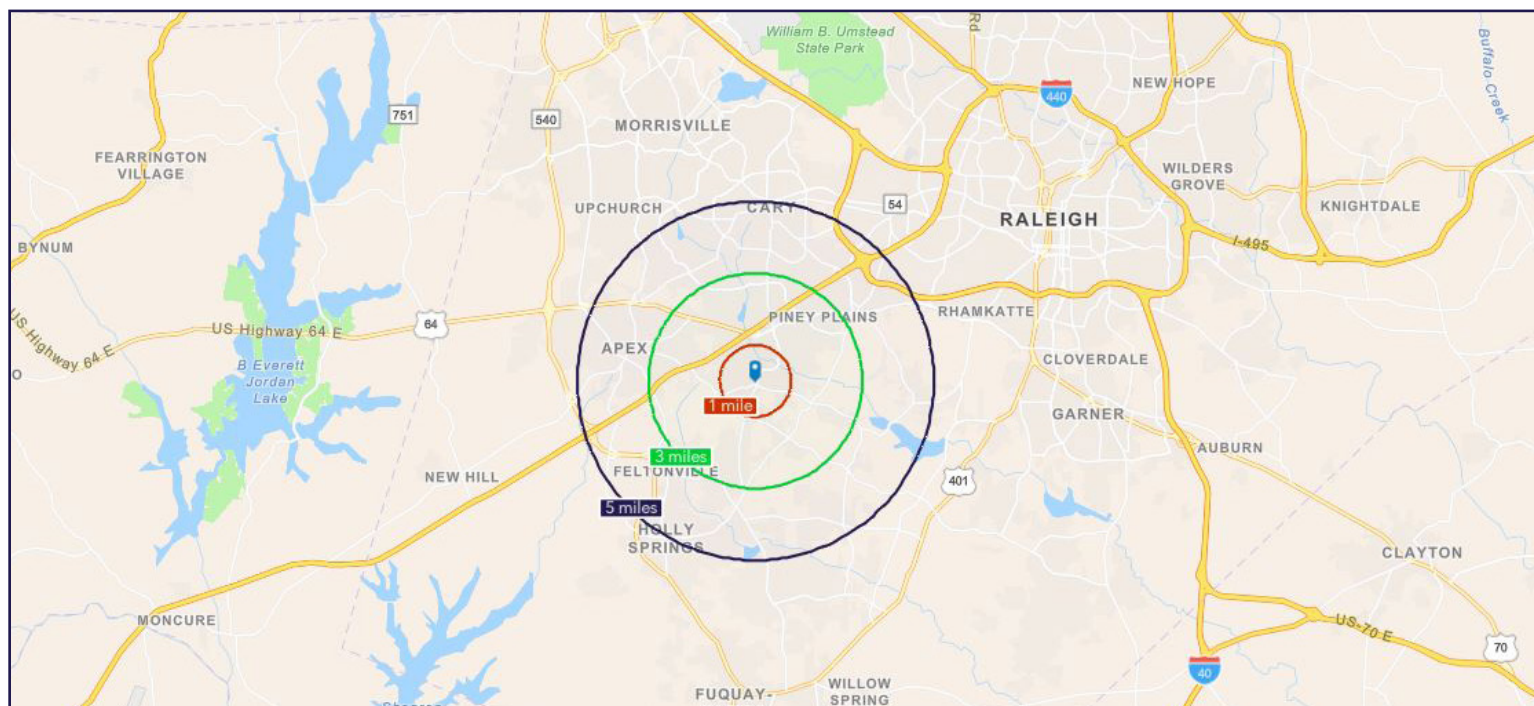 William B. Umstead
State Park
Rd
Buffalo Creek
NEW HOPE
440
751
540
MORRISVILLE
FEARRINGTON
VILLAGE
WILDERS
GROVE
UPCHURCH
CARY
54
RALEIGH
KNIGHTDALE
BYNUM
I-495
US Highway 64 E
US Highway 64 E
64
PINEY PLAINS
RHAMKATTE
APEX
CLOVERDALE
B Everett
Jordan
Lake
O
1 mile
GARNER
AUBURN
3 miles
FELTONVILLE
NEW HILL
401
5 miles
HOLLY
SPRINGS
CLAYTON
MONCURE
US-70 E
70
40
FUQUAY-
WILLOW
SPRING